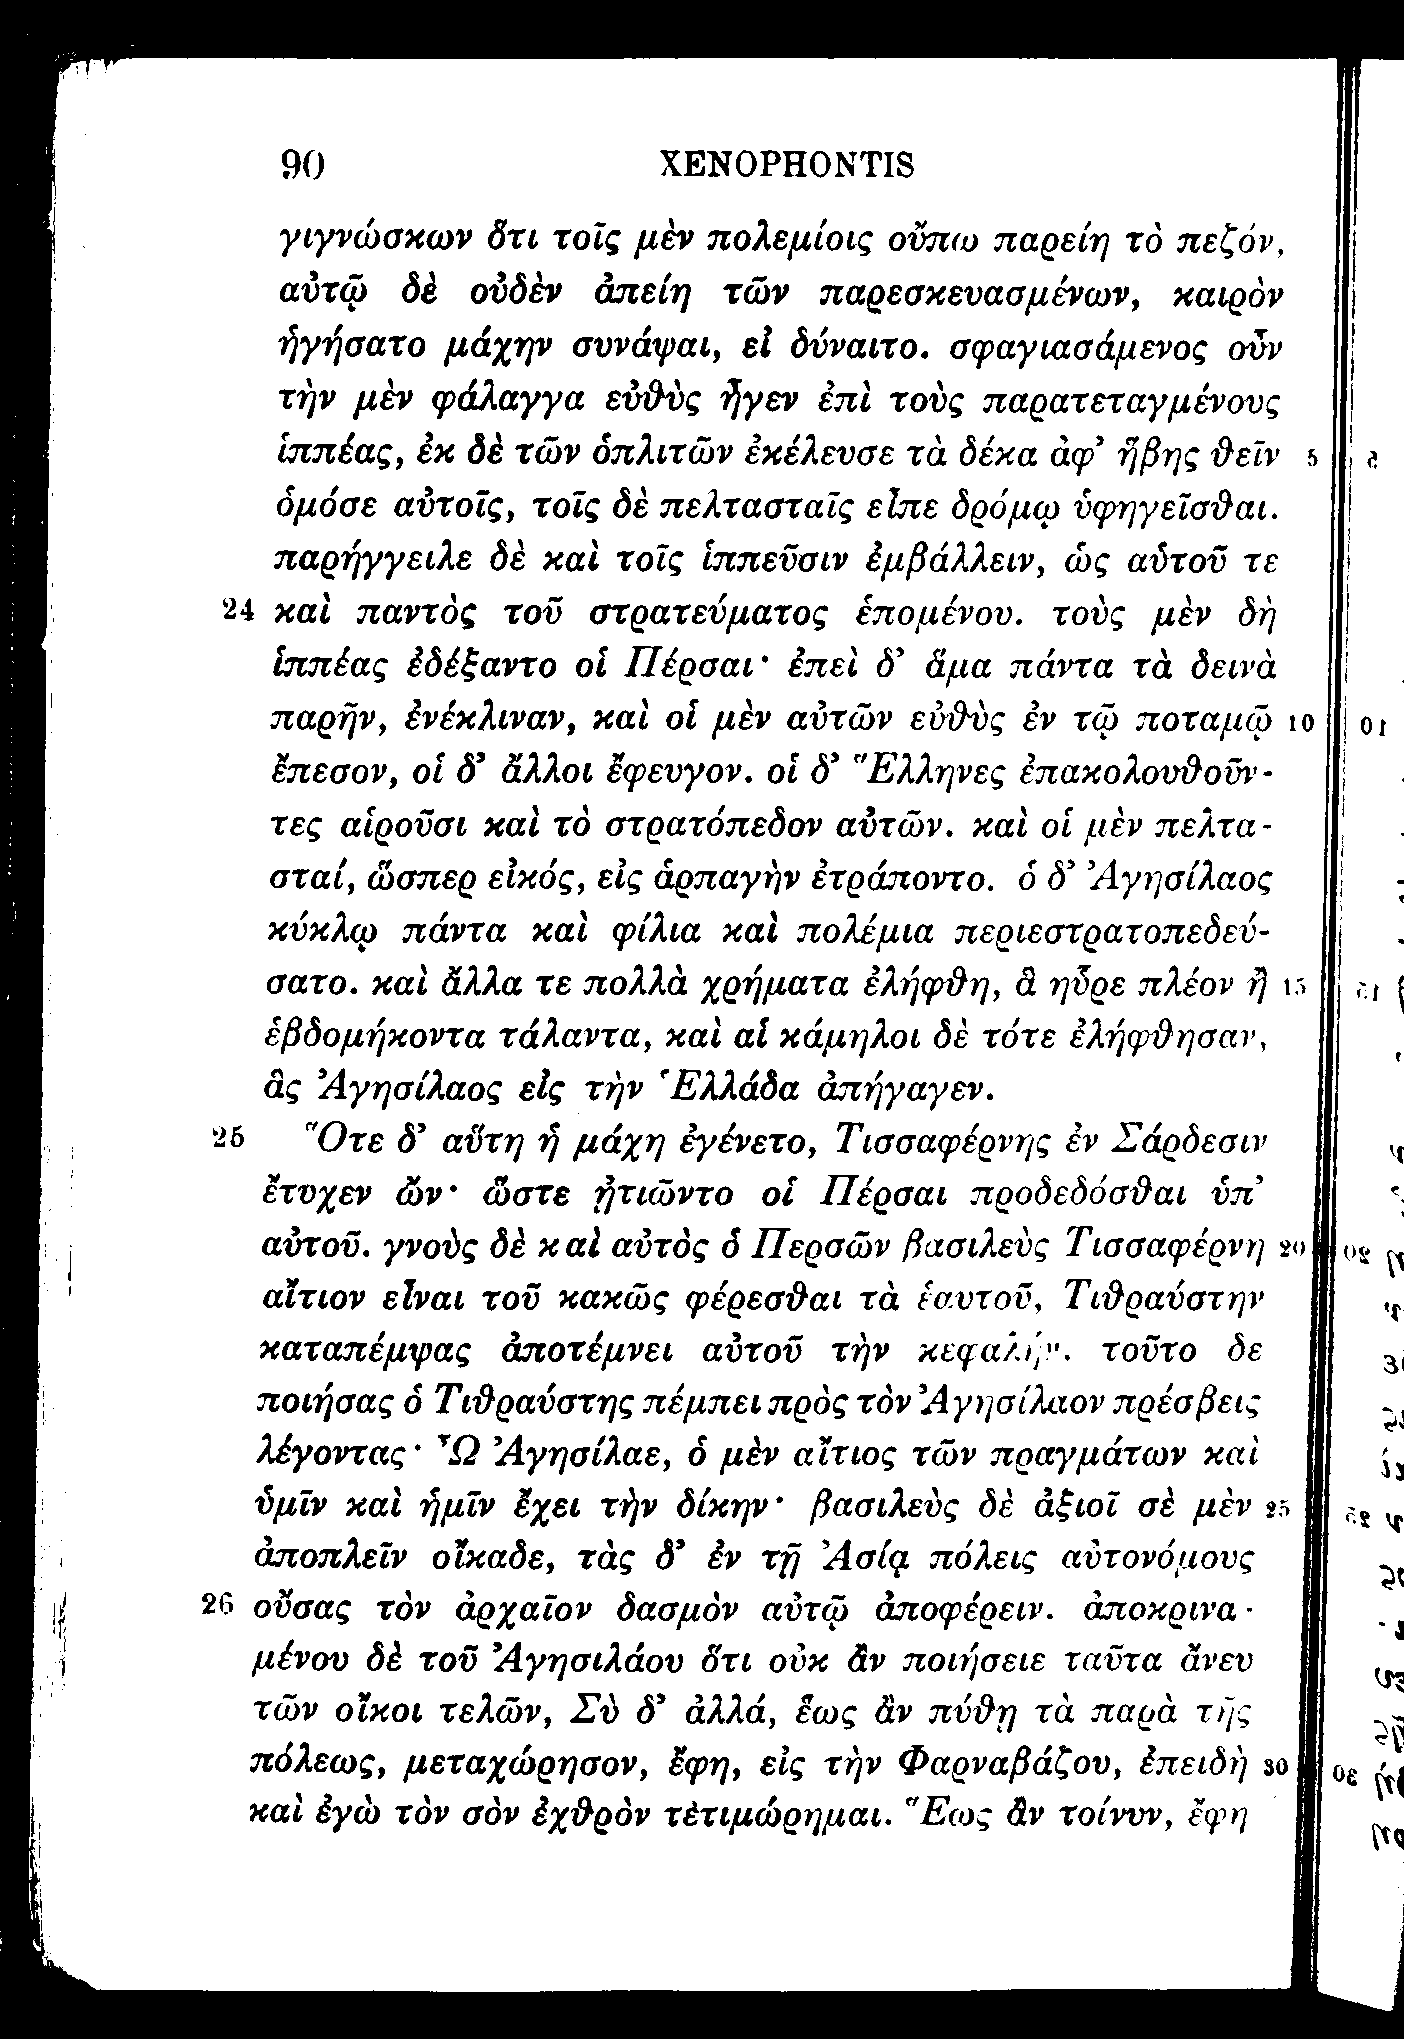 90 XENOPHONTIS
γιγνώσκων ὅτι τοῖς μὲν πολεμίοις οὔπω παρείη τὸ πεζόν,
αὐτῷ δὲ οὐδὲν ἀπείη τῶν παρεσκευασμένων, καιρὸν
ἡγήσατο μάχην συνάψαι, εἰ δύναιτο. σφαγιασάμενος οὖν
τὴν μὲν φάλαγγα εὐθὺς ἦγεν ἐπὶ τοὺς παρατεταγμένους
ἱππέας, ἐκ δὲ τῶν ὁπλιτῶν ἐκέλευσε τὰ δέκα ἀφ’ ἥβης θεῖν 5
ὁμόσε αὐτοῖς, τοῖς δὲ πελτασταῖς εἶπε δρόμῳ ὑφηγεῖσθαι.
παρήγγειλε δὲ καὶ τοῖς ἱππεῦσιν ἐμβάλλειν, ὡς αὑτοῦ τε
24 καὶ παντὸς τοῦ στρατεύματος ἑπομένου. τοὺς μὲν δὴ
ἱππέας ἐδέξαντο οἱ Πέρσαι· ἐπεὶ δ’ ἅμα πάντα τὰ δεινὰ
παρῆν, ἐνέκλιναν, καὶ οἱ μὲν αὐτῶν εὐθὺς ἐν τῷ ποταμῷ 10
ἔπεσον, οἱ δ’ ἄλλοι ἔφευγον. οἱ δ’ Ἕλληνες ἐπακολουθοῦν-
τες αἱροῦσι καὶ τὸ στρατόπεδον αὐτῶν. καὶ οἱ μὲν πελτα-
σταί, ὥσπερ εἰκός, εἰς ἁρπαγὴν ἐτράποντο. ὁ δ’ Ἀγησίλαος
κύκλῳ πάντα καὶ φίλια καὶ πολέμια περιεστρατοπεδεύ-
σατο. καὶ ἄλλα τε πολλὰ χρήματα ἐλήφθη, ἃ ηὗρε πλέον ἢ 15
ἑβδομήκοντα τάλαντα, καὶ αἱ κάμηλοι δὲ τότε ἐλήφθησαν,
ἃς Ἀγησίλαος εἰς τὴν Ἑλλάδα ἀπήγαγεν.
25 Ὅτε δ’ αὕτη ἡ μάχη ἐγένετο, Τισσαφέρνης ἐν Σάρδεσιν
ἔτυχεν ὤν· ὥστε ᾐτιῶντο οἱ Πέρσαι προδεδόσθαι ὑπ’
αὐτοῦ. γνοὺς δὲ καὶ αὐτὸς ὁ Περσῶν βασιλεὺς Τισσαφέρνη 20
αἴτιον εἶναι τοῦ κακῶς φέρεσθαι τὰ ἑαυτοῦ, Τιθραύστην
καταπέμψας ἀποτέμνει αὐτοῦ τὴν κεφαλήν. τοῦτο δε
ποιήσας ὁ Τιθραύστης πέμπει πρὸς τὸν Ἀγησίλαον πρέσβεις
λέγοντας· Ὦ Ἀγησίλαε, ὁ μὲν αἴτιος τῶν πραγμάτων καὶ
ὑμῖν καὶ ἡμῖν ἔχει τὴν δίκην· βασιλεὺς δὲ ἀξιοῖ σὲ μὲν 25
ἀποπλεῖν οἴκαδε, τὰς δ’ ἐν τῇ Ἀσίᾳ πόλεις αὐτονόμους
26 οὔσας τὸν ἀρχαῖον δασμὸν αὐτῷ ἀποφέρειν. ἀποκρινα-
μένου δὲ τοῦ Ἀγησιλάου ὅτι οὐκ ἂν ποιήσειε ταῦτα ἄνευ
τῶν οἴκοι τελῶν, Σὺ δ’ ἀλλά, ἕως ἂν πύθῃ τὰ παρὰ τῆς
πόλεως, μεταχώρησον, ἔφη, εἰς τὴν Φαρναβάζου, ἐπειδὴ 30
καὶ ἐγὼ τὸν σὸν ἐχθρὸν τετιμώρημαι. Ἕως ἂν τοίνυν, ἔφη